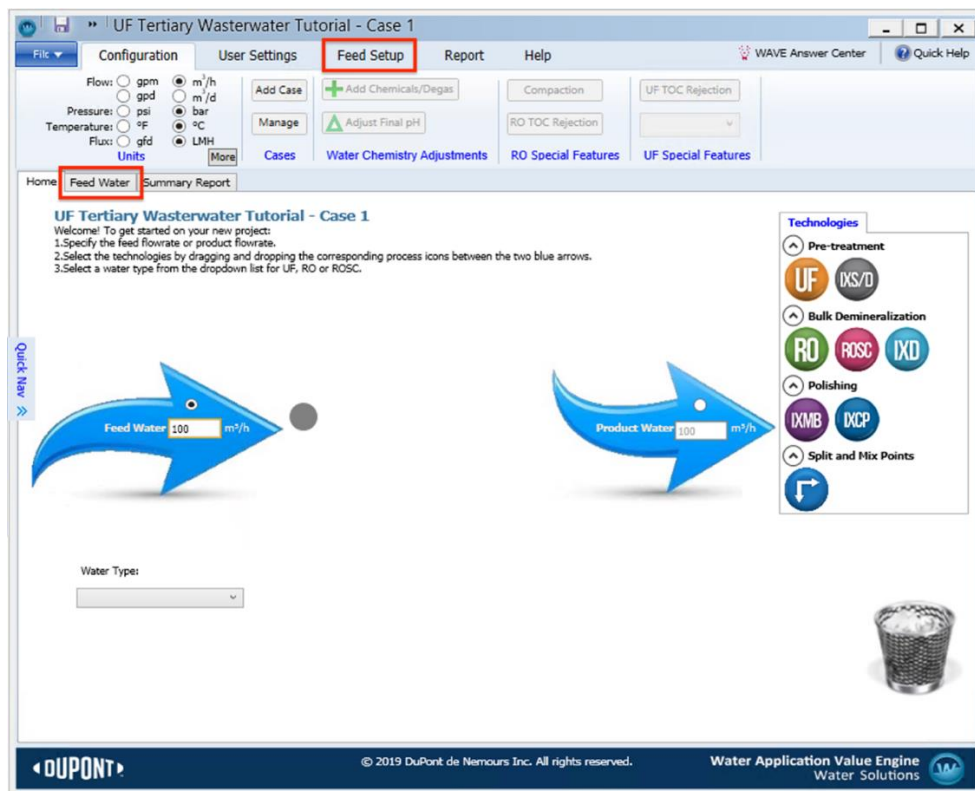 UF Tertiary Wasterwater Tutorial - Case 1
File
Configuration
User Settings
Feed Setup
Report
Help
WAVE Answer Center
Quick Help
Flow: gpm m³/h
gpd m³/d
Pressure: psi bar
Temperature: °F °C
Flux: gfd LMH
Units
More
Add Case
Manage
Cases
Add Chemicals/Degas
Adjust Final pH
Water Chemistry Adjustments
Compaction
RO TOC Rejection
RO Special Features
UF TOC Rejection
UF Special Features
Home
Feed Water
Summary Report
UF Tertiary Wasterwater Tutorial - Case 1
Welcome! To get started on your new project:
1.Specify the feed flowrate or product flowrate.
2.Select the technologies by dragging and dropping the corresponding process icons between the two blue arrows.
3.Select a water type from the dropdown list for UF, RO or ROSC.
Technologies
Pre-treatment
UF
IXS/D
Bulk Demineralization
RO
ROSC
IXD
Polishing
IXMB
IXCP
Split and Mix Points
Quick Nav
Feed Water 100 m³/h
Product Water 100 m³/h
Water Type:
DUPONT
© 2019 DuPont de Nemours Inc. All rights reserved.
Water Application Value Engine
Water Solutions